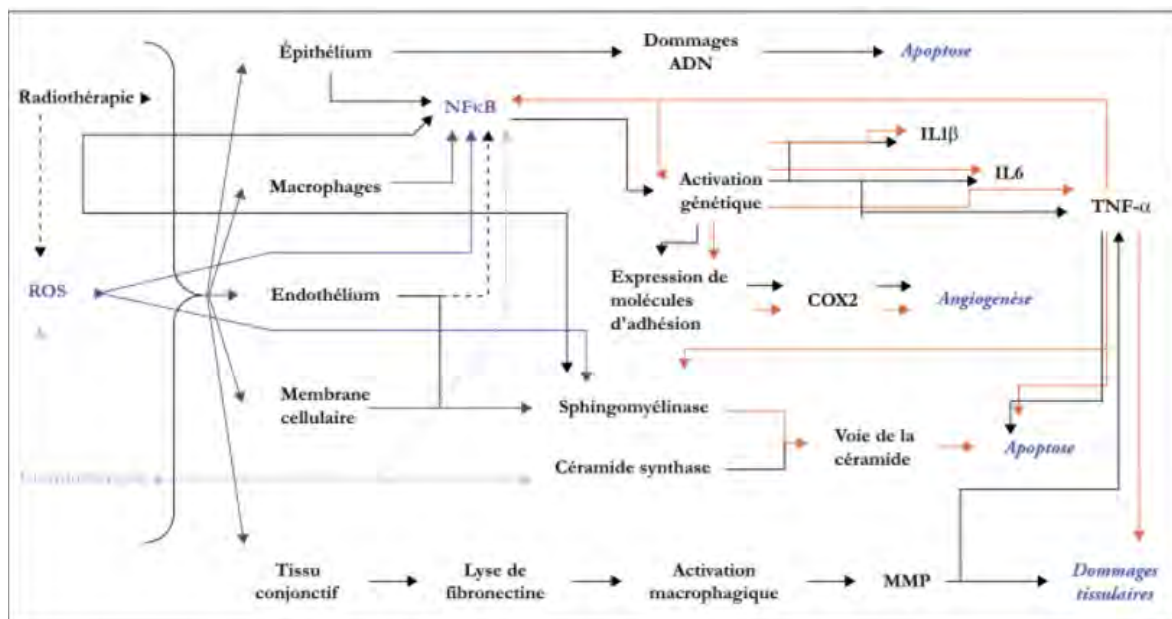 Épithélium
Dommages
ADN
Apoptose
Radiothérapie
NFκB
IL1β
Macrophages
Activation
génétique
IL6
TNF-α
ROS
Endothélium
Expression de
molécules
d'adhésion
COX2
Angiogenèse
Membrane
cellulaire
Sphingomyélinase
Voie de la
céramide
Apoptose
Céramide synthase
Tissu
conjonctif
Lyse de
fibronectine
Activation
macrophagique
MMP
Dommages
tissulaires